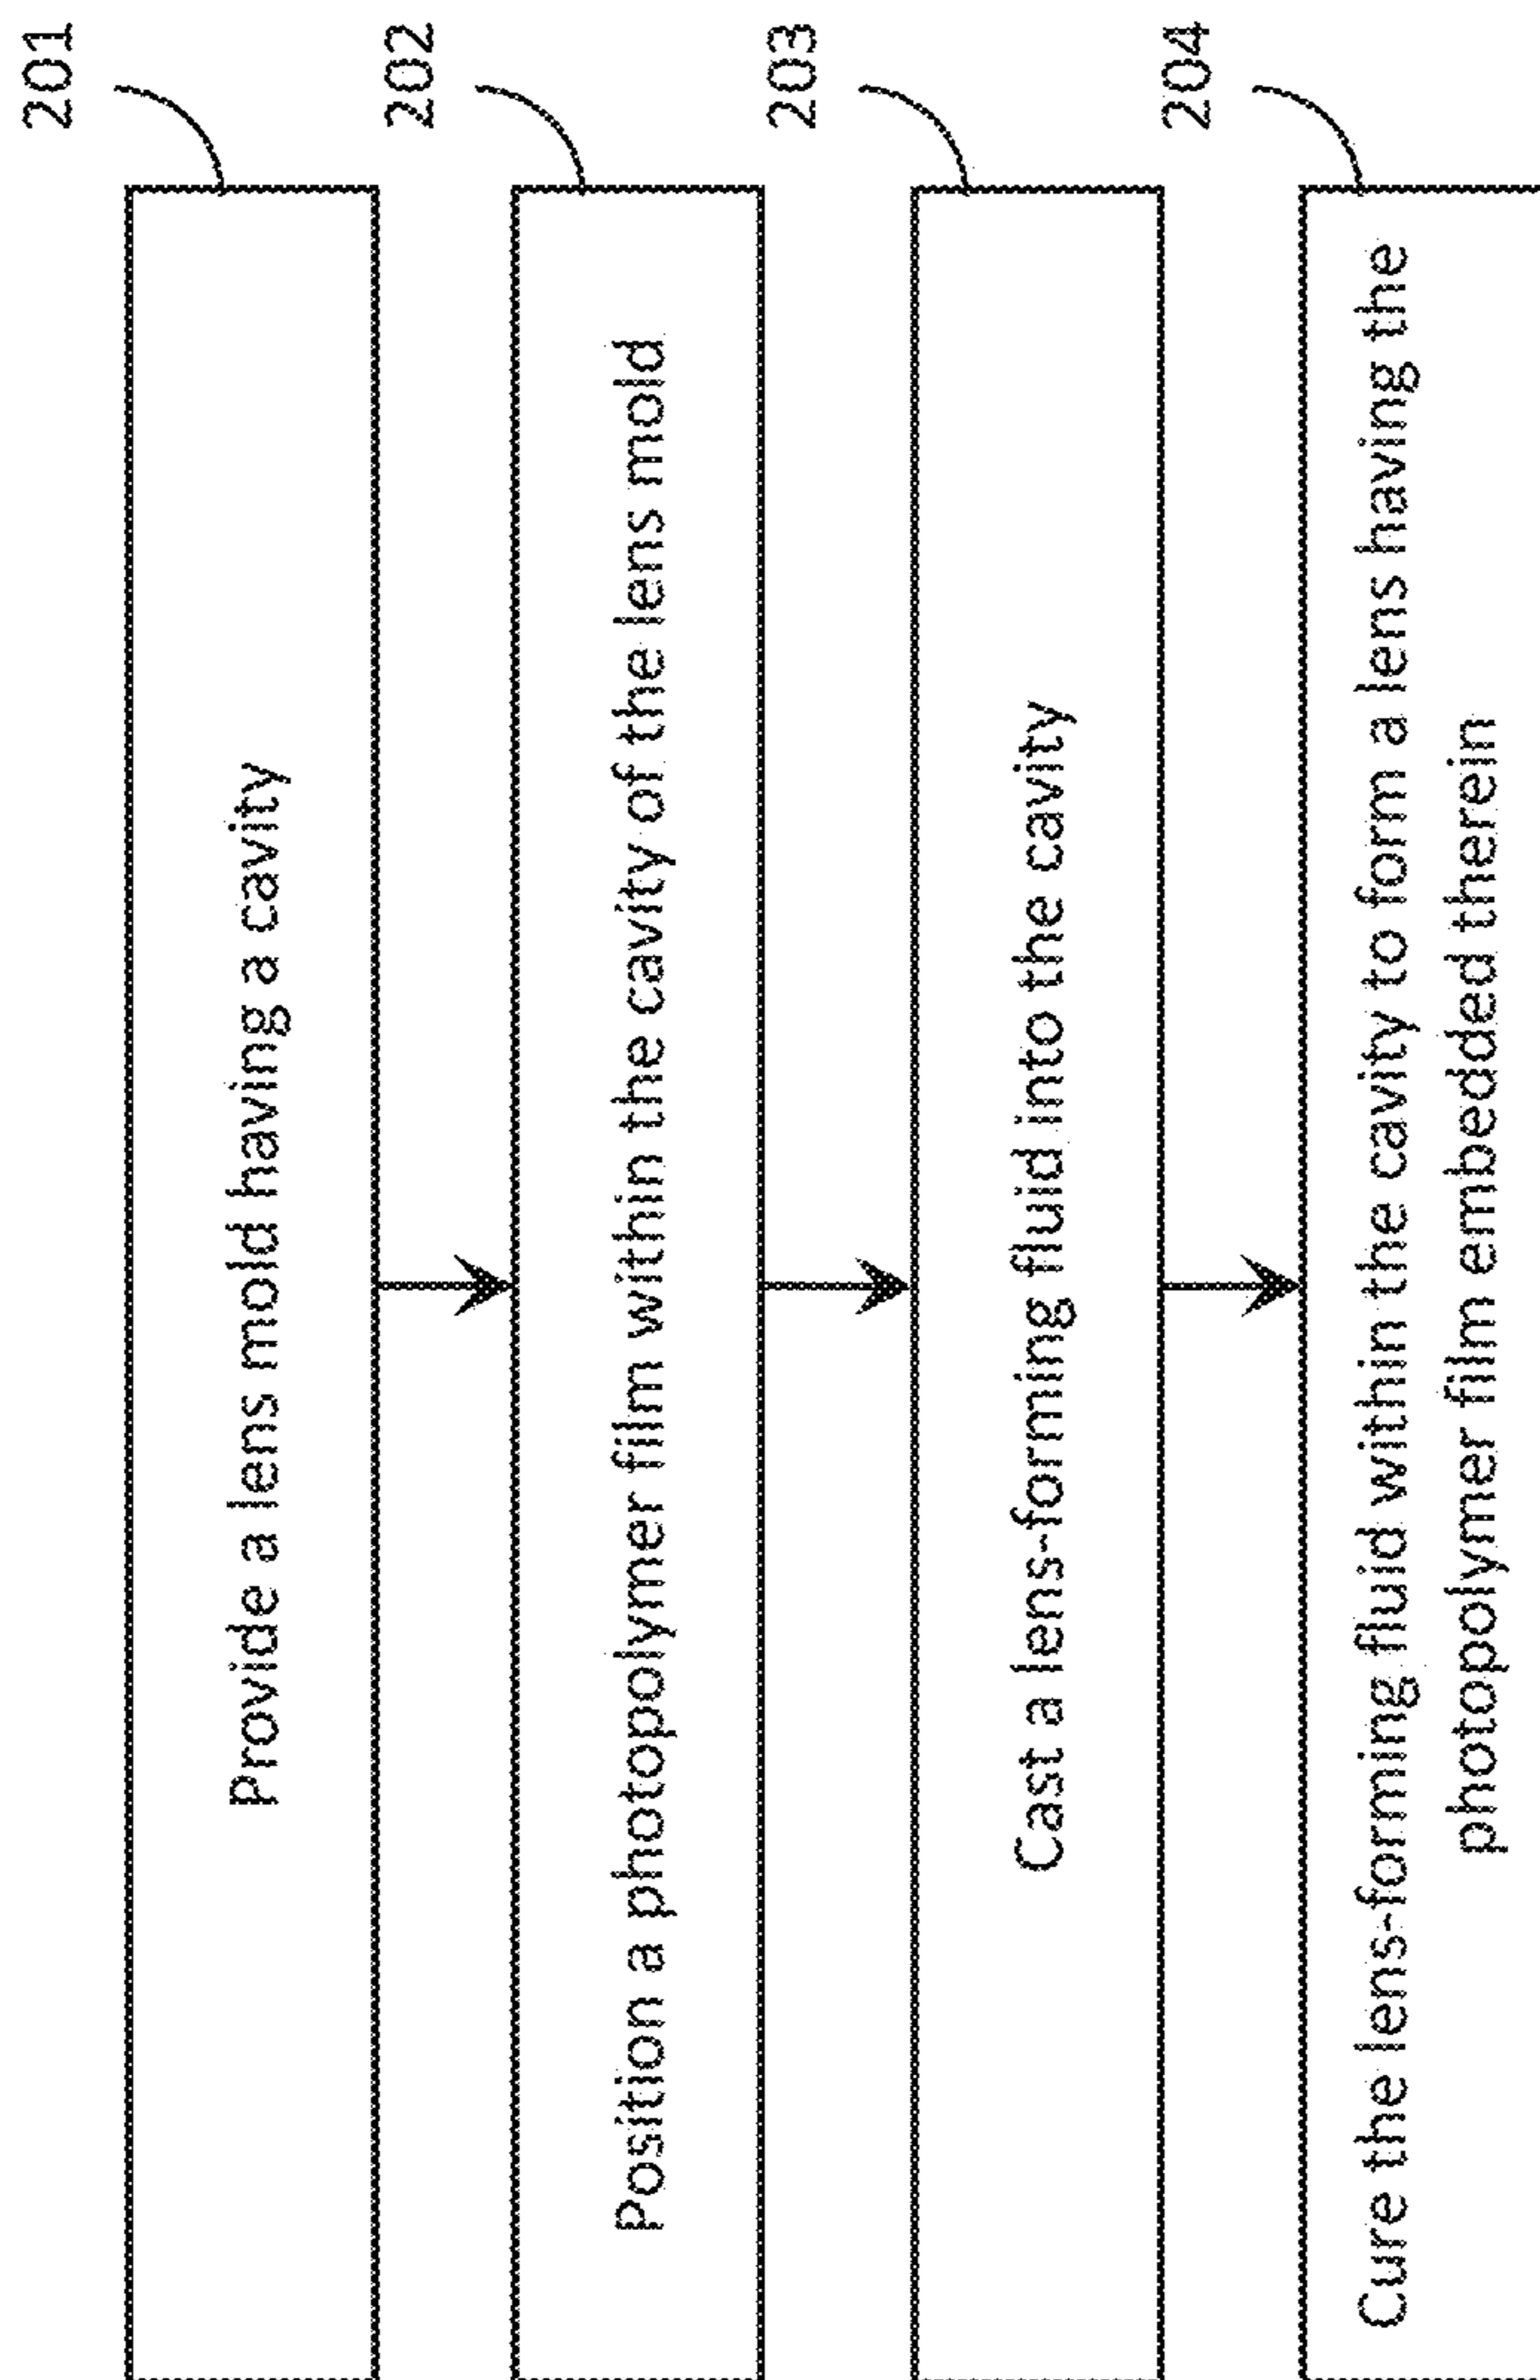 201
Provide a lens mold having a cavity
202
Position a photopolymer film within the cavity of the lens mold
203
Cast a lens-forming fluid into the cavity
204
Cure the lens-forming fluid within the cavity to form a lens having the
photopolymer film embedded therein